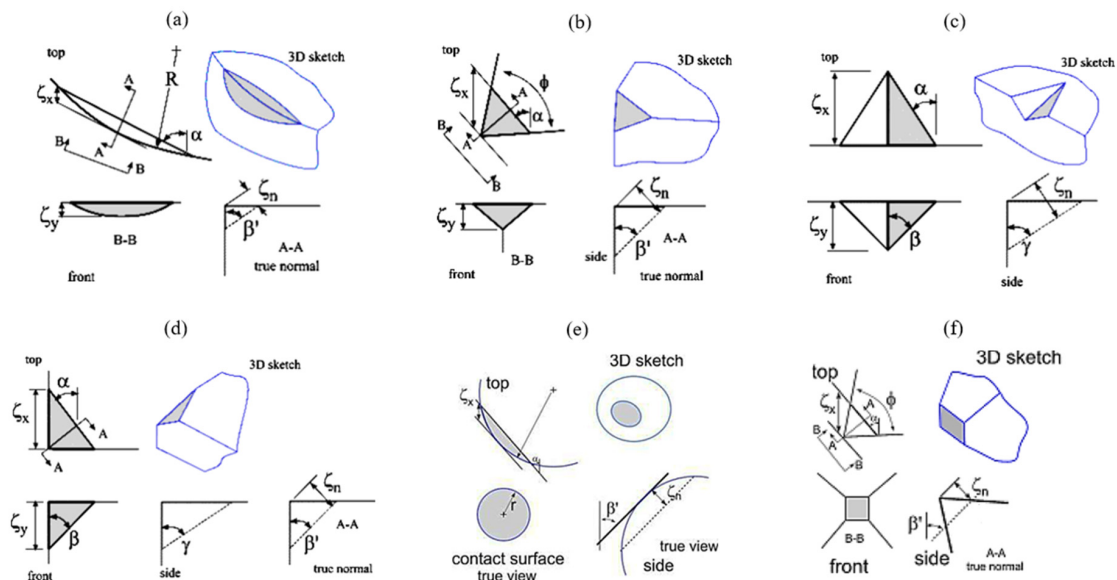 (a)
top
3D sketch
A
R
ζx
α
A
B
B
ζn
ζy
β'
B-B
A-A
true normal
front
(b)
top
3D sketch
ϕ
ζx
A
α
B
A
B
ζn
ζy
β'
A-A
side
B-B
front
true normal
(c)
top
3D sketch
α
ζx
ζn
ζy
β
γ
front
side
(d)
top
3D sketch
α
ζx
A
A
ζn
ζy
A-A
β
γ
β'
front
side
true normal
(e)
top
3D sketch
ζx
α
r
β'
ζn
contact surface
true view
true view
side
(f)
top
3D sketch
ζx
A
ϕ
α
B
A
B
ζn
β'
B-B
side
A-A
front
true normal